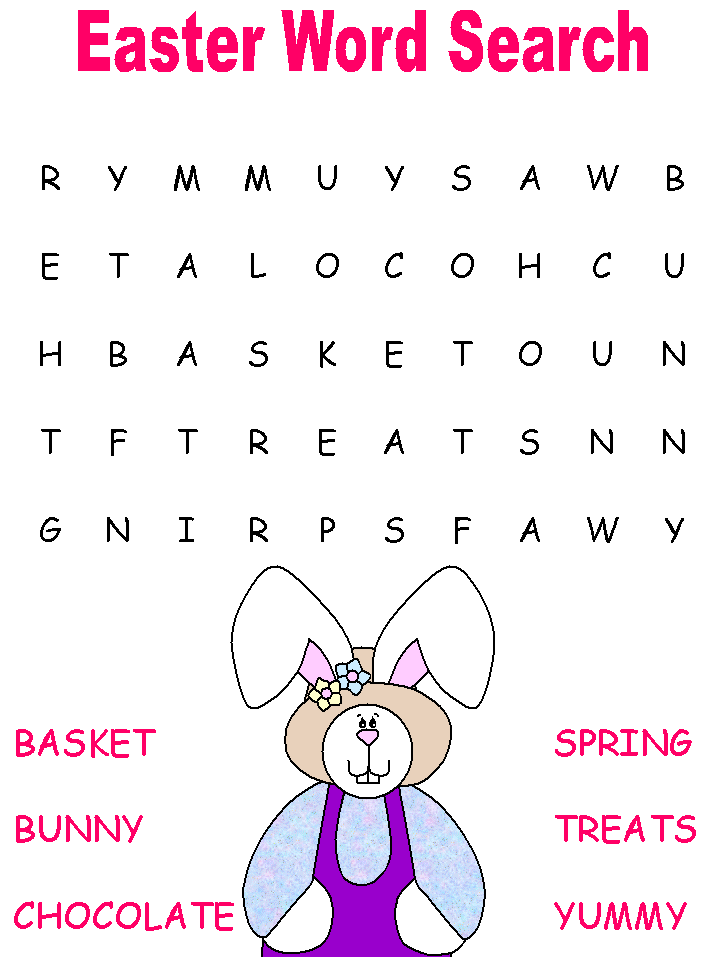 Easter Word Search
R Y M M U Y S A W B
E T A L O C O H C U
H B A S K E T O U N
T F T R E A T S N N
G N I R P S F A W Y
BASKET SPRING
BUNNY TREATS
CHOCOLATE YUMMY